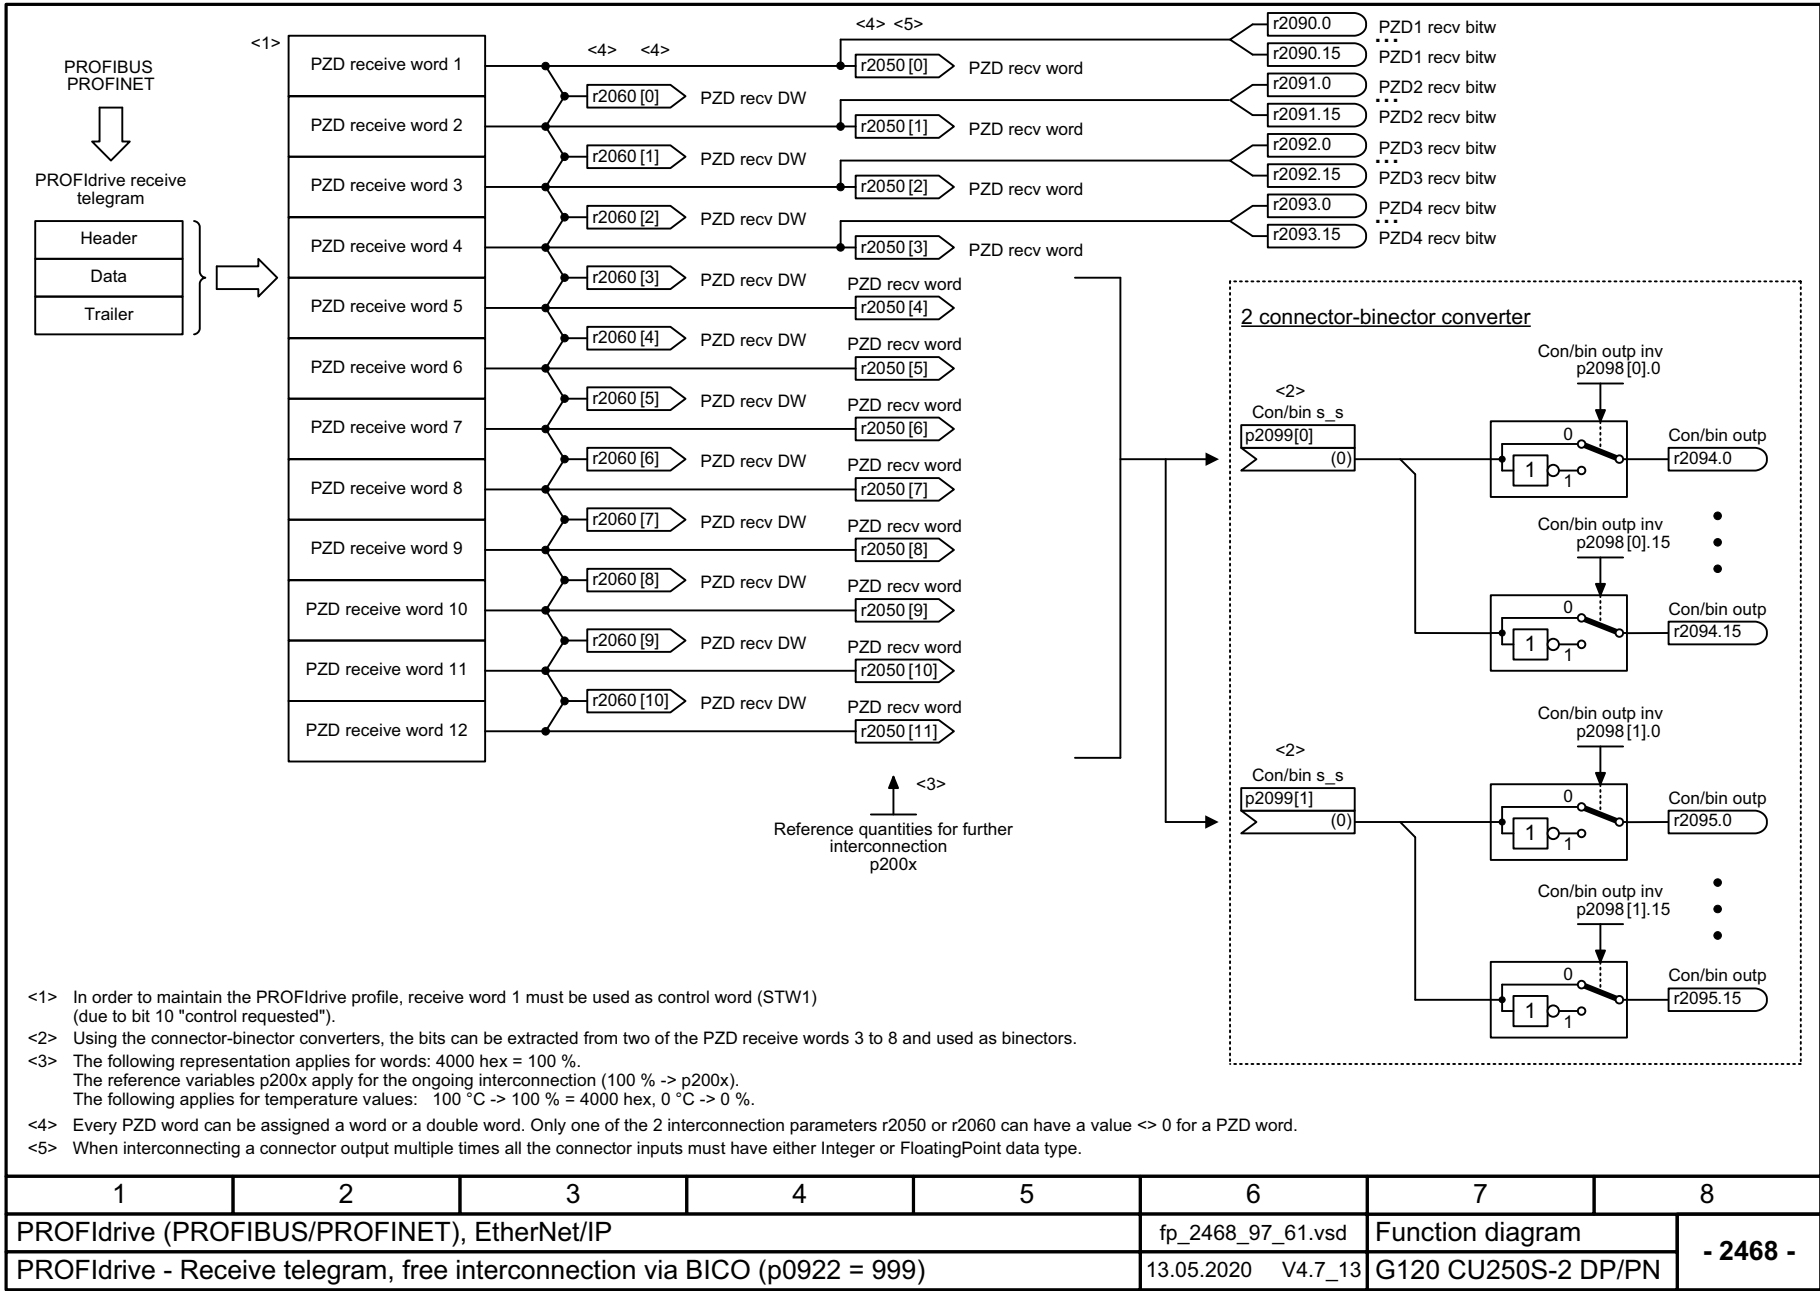 PROFIBUS
PROFINET
PROFIdrive receive
telegram
Header
Data
Trailer
<1>
PZD receive word 1
PZD receive word 2
PZD receive word 3
PZD receive word 4
PZD receive word 5
PZD receive word 6
PZD receive word 7
PZD receive word 8
PZD receive word 9
PZD receive word 10
PZD receive word 11
PZD receive word 12
<4> <4>
r2060 [0] PZD recv DW
r2060 [1] PZD recv DW
r2060 [2] PZD recv DW
r2060 [3] PZD recv DW
r2060 [4] PZD recv DW
r2060 [5] PZD recv DW
r2060 [6] PZD recv DW
r2060 [7] PZD recv DW
r2060 [8] PZD recv DW
r2060 [9] PZD recv DW
r2060 [10] PZD recv DW
<4> <5>
r2050 [0] PZD recv word
r2050 [1] PZD recv word
r2050 [2] PZD recv word
r2050 [3] PZD recv word
PZD recv word
r2050 [4]
PZD recv word
r2050 [5]
PZD recv word
r2050 [6]
PZD recv word
r2050 [7]
PZD recv word
r2050 [8]
PZD recv word
r2050 [9]
PZD recv word
r2050 [10]
PZD recv word
r2050 [11]
<3>
Reference quantities for further
interconnection
p200x
r2090.0 PZD1 recv bitw
...
r2090.15 PZD1 recv bitw
r2091.0 PZD2 recv bitw
...
r2091.15 PZD2 recv bitw
r2092.0 PZD3 recv bitw
...
r2092.15 PZD3 recv bitw
r2093.0 PZD4 recv bitw
...
r2093.15 PZD4 recv bitw
2 connector-binector converter
<2>
Con/bin s_s
p2099[0]
(0)
Con/bin outp inv
p2098 [0].0
0
1
1
Con/bin outp
r2094.0
Con/bin outp inv
p2098 [0].15
0
1
1
Con/bin outp
r2094.15
<2>
Con/bin s_s
p2099[1]
(0)
Con/bin outp inv
p2098 [1].0
0
1
1
Con/bin outp
r2095.0
Con/bin outp inv
p2098 [1].15
0
1
1
Con/bin outp
r2095.15
<1> In order to maintain the PROFIdrive profile, receive word 1 must be used as control word (STW1)
(due to bit 10 "control requested").
<2> Using the connector-binector converters, the bits can be extracted from two of the PZD receive words 3 to 8 and used as binectors.
<3> The following representation applies for words: 4000 hex = 100 %.
The reference variables p200x apply for the ongoing interconnection (100 % -> p200x).
The following applies for temperature values: 100 °C -> 100 % = 4000 hex, 0 °C -> 0 %.
<4> Every PZD word can be assigned a word or a double word. Only one of the 2 interconnection parameters r2050 or r2060 can have a value <> 0 for a PZD word.
<5> When interconnecting a connector output multiple times all the connector inputs must have either Integer or FloatingPoint data type.
1 2 3 4 5 6 7 8
PROFIdrive (PROFIBUS/PROFINET), EtherNet/IP fp_2468_97_61.vsd Function diagram
- 2468 -
PROFIdrive - Receive telegram, free interconnection via BICO (p0922 = 999) 13.05.2020 V4.7_13 G120 CU250S-2 DP/PN